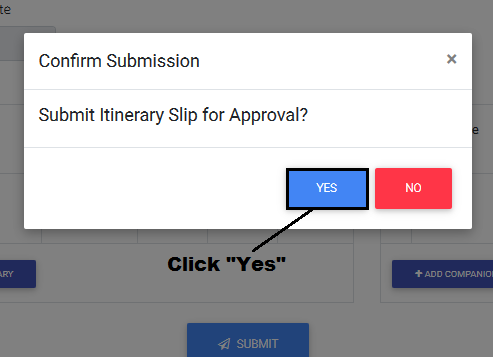 te
Confirm Submission ×
Submit Itinerary Slip for Approval?
e
YES NO
Click "Yes"
ARY
+ ADD COMPANION
SUBMIT